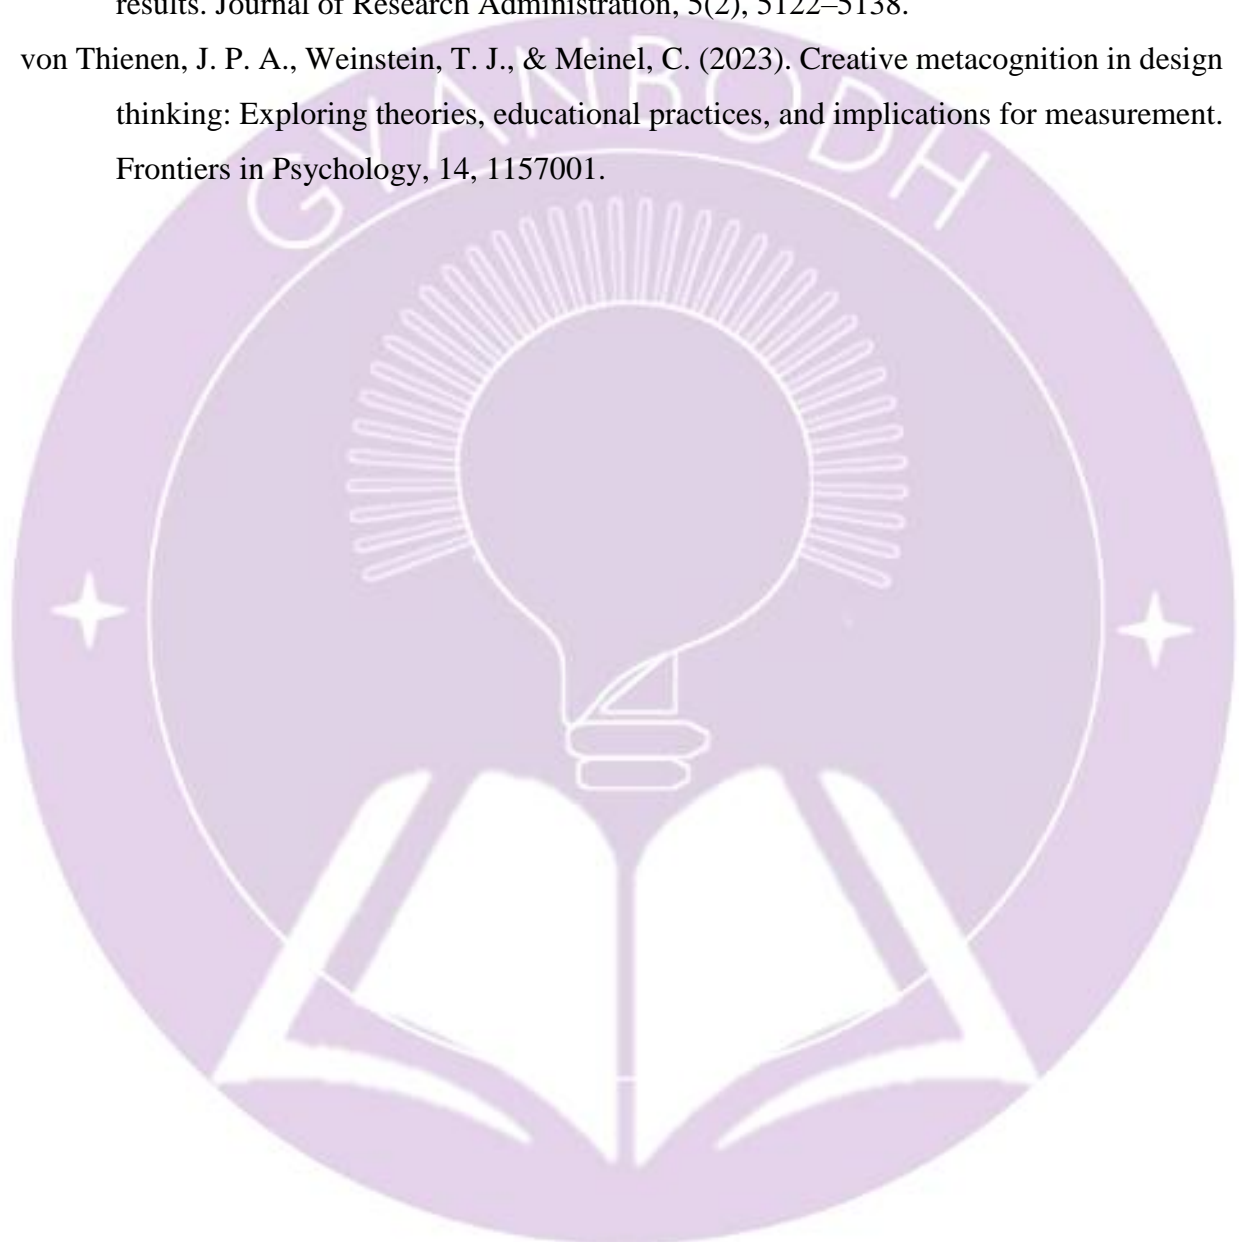 results. Journal of Research Administration, 5(2), 5122–5138.
von Thienen, J. P. A., Weinstein, T. J., & Meinel, C. (2023). Creative metacognition in design
thinking: Exploring theories, educational practices, and implications for measurement.
Frontiers in Psychology, 14, 1157001.
GYANBODH